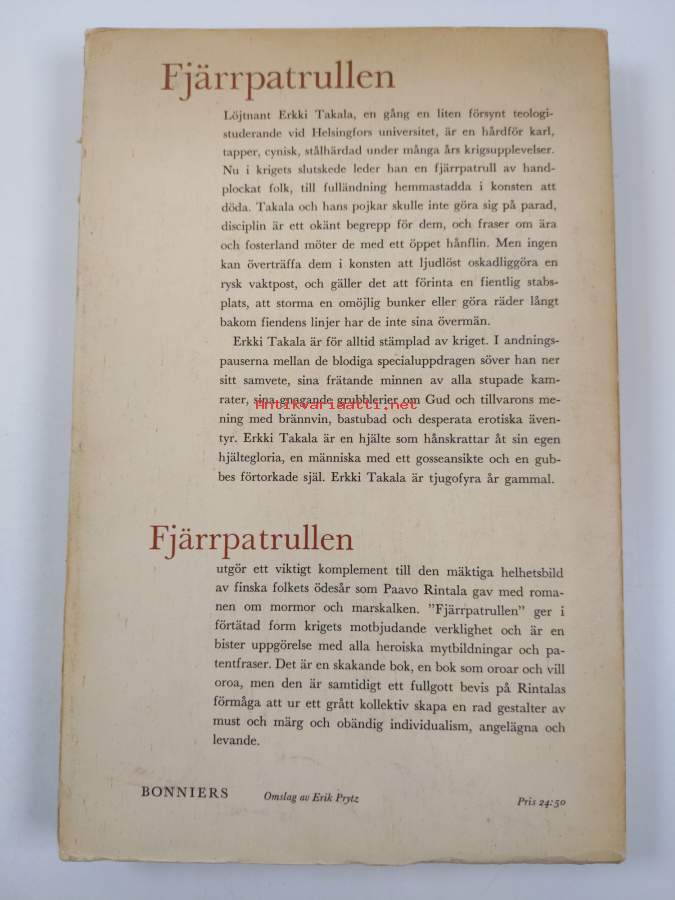 Fjärrpatrullen
Löjtnant Erkki Takala, en gång en liten försynt teologi-
studerande vid Helsingfors universitet, är en hårdför karl,
tapper, cynisk, stålhärdad under många års krigsupplevelser.
Nu i krigets slutskede leder han en fjärrpatrull av hand-
plockat folk, till fulländning hemmastadda i konsten att
döda. Takala och hans pojkar skulle inte göra sig på parad,
disciplin är ett okänt begrepp för dem, och fraser om ära
och fosterland möter de med ett öppet hånflin. Men ingen
kan överträffa dem i konsten att ljudlöst oskadliggöra en
rysk vaktpost, och gäller det att förinta en fientlig stabs-
plats, att storma en omöjlig bunker eller göra räder långt
bakom fiendens linjer har de inte sina övermän.
Erkki Takala är för alltid stämplad av kriget. I andnings-
pauserna mellan de blodiga specialuppdragen söver han ner
sitt samvete, sina frätande minnen av alla stupade kam-
rater, sina gnagande grubblerier om Gud och tillvarons me-
Antikvariaatti.net
ning med brännvin, bastubad och desperata erotiska även-
tyr. Erkki Takala är en hjälte som hånskrattar åt sin egen
hjältegloria, en människa med ett gosseansikte och en gub-
bes förtorkade själ. Erkki Takala är tjugofyra år gammal.
Fjärrpatrullen
utgör ett viktigt komplement till den mäktiga helhetsbild
av finska folkets ödesår som Paavo Rintala gav med roma-
nen om mormor och marskalken. ”Fjärrpatrullen” ger i
förtätad form krigets motbjudande verklighet och är en
bister uppgörelse med alla heroiska mytbildningar och pa-
tentfraser. Det är en skakande bok, en bok som oroar och vill
oroa, men den är samtidigt ett fullgott bevis på Rintalas
förmåga att ur ett grått kollektiv skapa en rad gestalter av
must och märg och obändig individualism, angelägna och
levande.
BONNIERS Omslag av Erik Prytz Pris 24:50